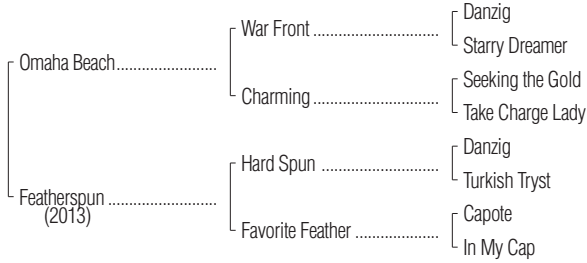 Danzig
War Front ........................
Starry Dreamer
Omaha Beach........................
Seeking the Gold
Charming........................
Take Charge Lady
Danzig
Hard Spun ........................
Turkish Tryst
Featherspun ........................
(2013)
Capote
Favorite Feather ....................
In My Cap